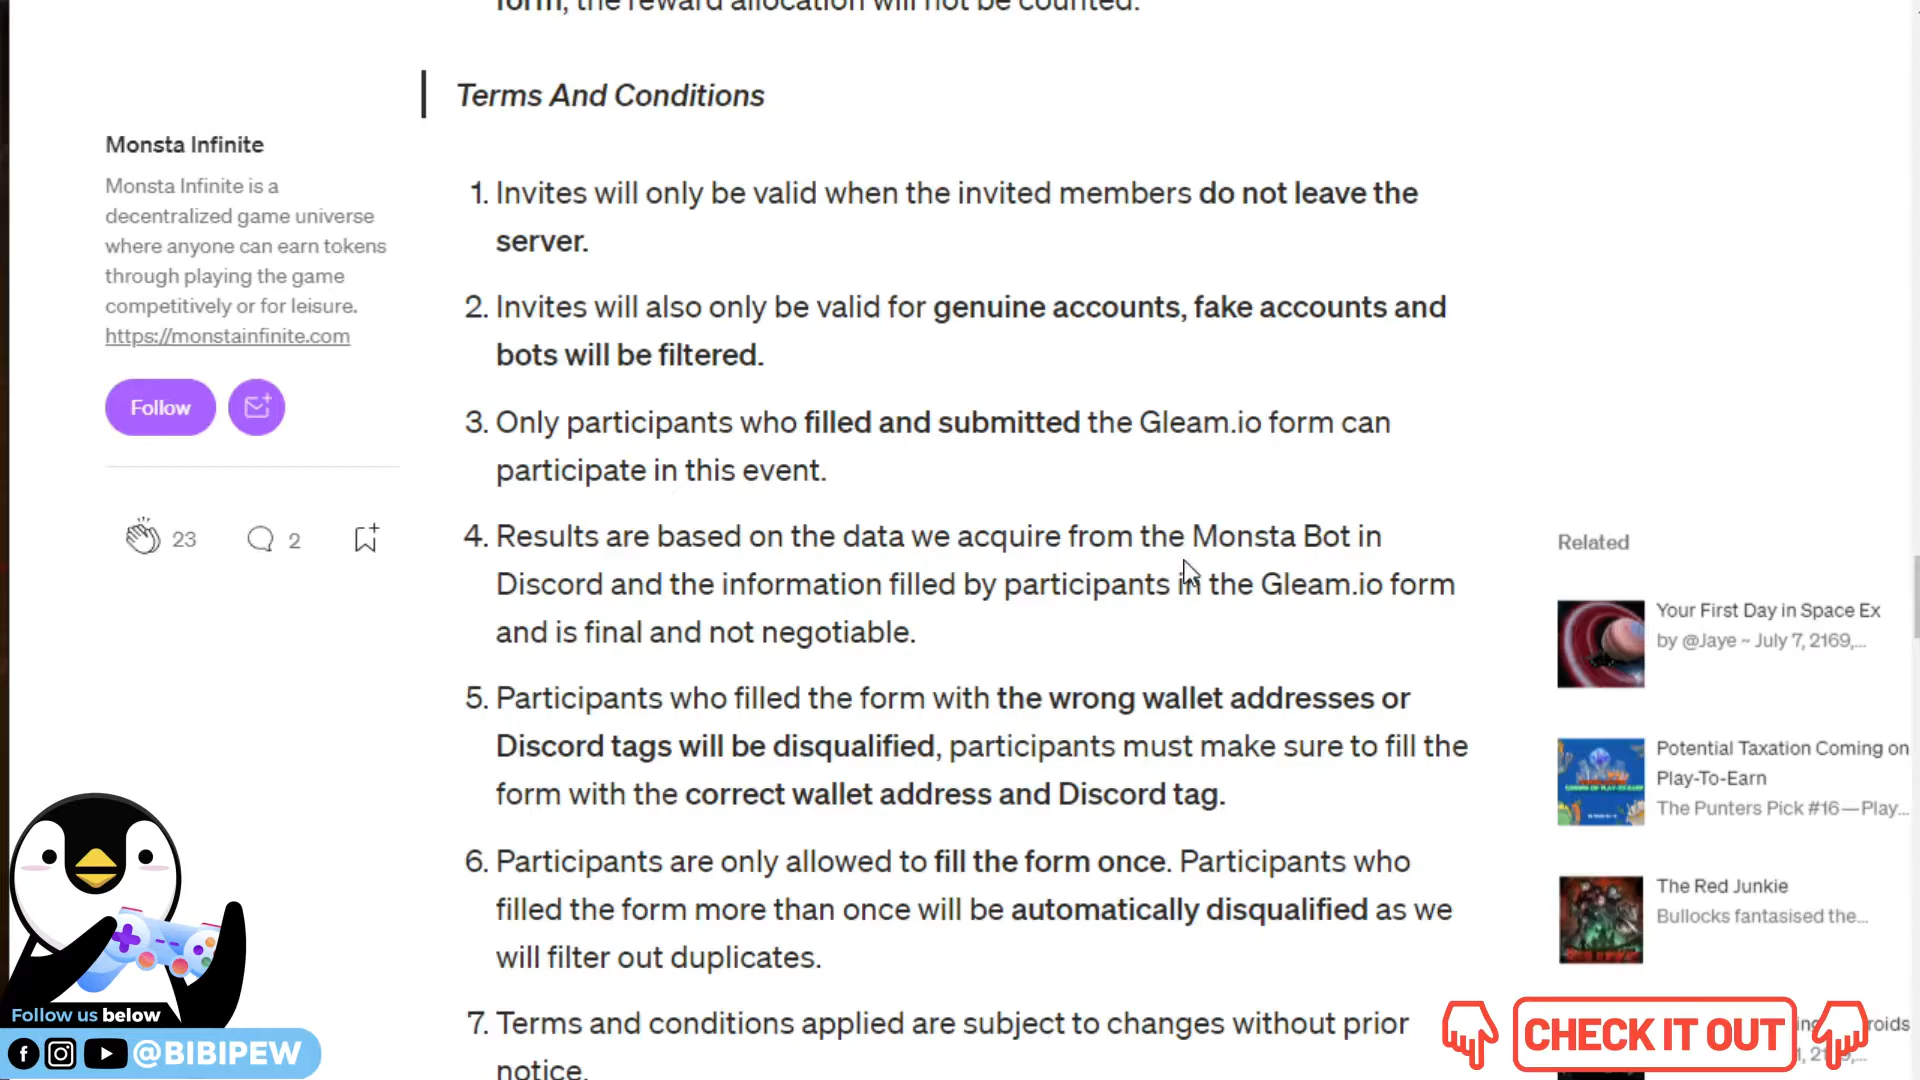 form, the reward allocation will not be counted.
Terms And Conditions
Monsta Infinite
Monsta Infinite is a
decentralized game universe
where anyone can earn tokens
through playing the game
competitively or for leisure.
https://monstainfinite.com
Follow
23
2
1. Invites will only be valid when the invited members do not leave the
server.
2. Invites will also only be valid for genuine accounts, fake accounts and
bots will be filtered.
3. Only participants who filled and submitted the Gleam.io form can
participate in this event.
4. Results are based on the data we acquire from the Monsta Bot in
Discord and the information filled by participants in the Gleam.io form
and is final and not negotiable.
5. Participants who filled the form with the wrong wallet addresses or
Discord tags will be disqualified, participants must make sure to fill the
form with the correct wallet address and Discord tag.
6. Participants are only allowed to fill the form once. Participants who
filled the form more than once will be automatically disqualified as we
will filter out duplicates.
7. Terms and conditions applied are subject to changes without prior
notice.
Related
Your First Day in Space Ex
by @Jaye ~ July 7, 2169,...
Potential Taxation Coming on
Play-To-Earn
The Punters Pick #16—Play...
The Red Junkie
Bullocks fantasised the...
Follow us below
@BIBIPEW
CHECK IT OUT